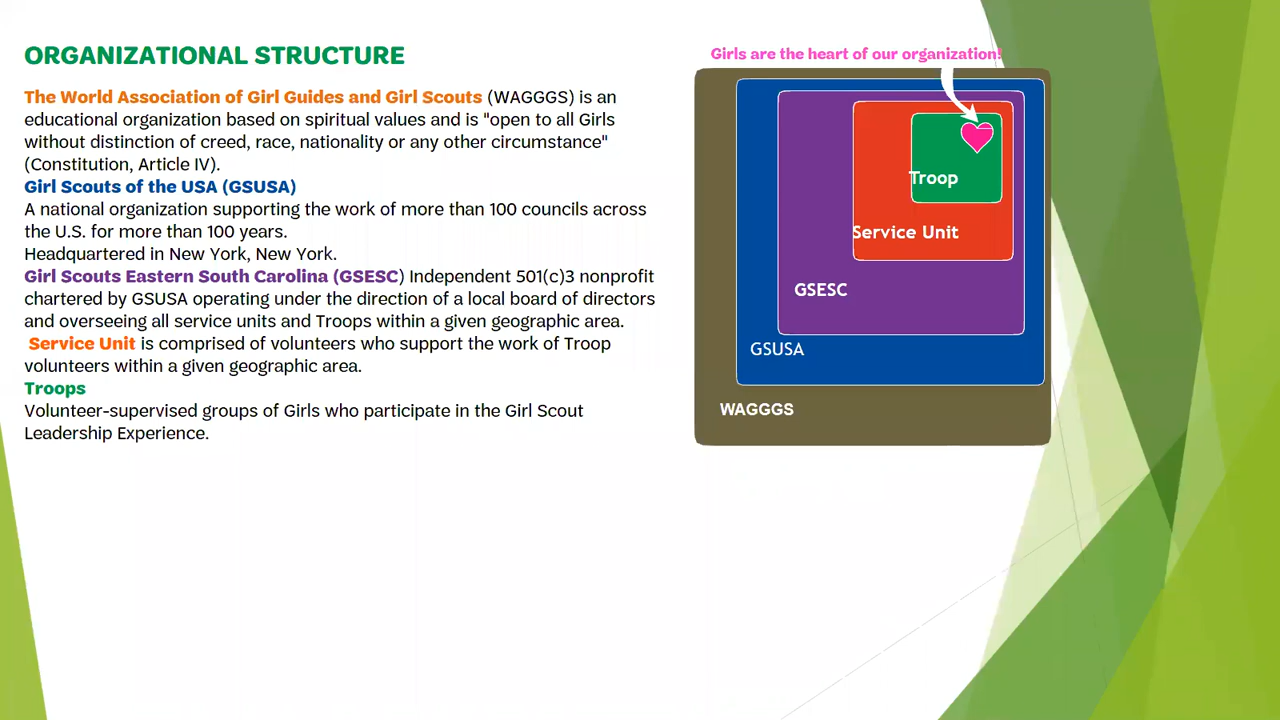 ORGANIZATIONAL STRUCTURE
The World Association of Girl Guides and Girl Scouts (WAGGGS) is an
educational organization based on spiritual values and is "open to all Girls
without distinction of creed, race, nationality or any other circumstance"
(Constitution, Article IV).
Girl Scouts of the USA (GSUSA)
A national organization supporting the work of more than 100 councils across
the U.S. for more than 100 years.
Headquartered in New York, New York.
Girl Scouts Eastern South Carolina (GSESC) Independent 501(c)3 nonprofit
chartered by GSUSA operating under the direction of a local board of directors
and overseeing all service units and Troops within a given geographic area.
Service Unit is comprised of volunteers who support the work of Troop
volunteers within a given geographic area.
Troops
Volunteer-supervised groups of Girls who participate in the Girl Scout
Leadership Experience.
Girls are the heart of our organization!
Troop
Service Unit
GSESC
GSUSA
WAGGGS